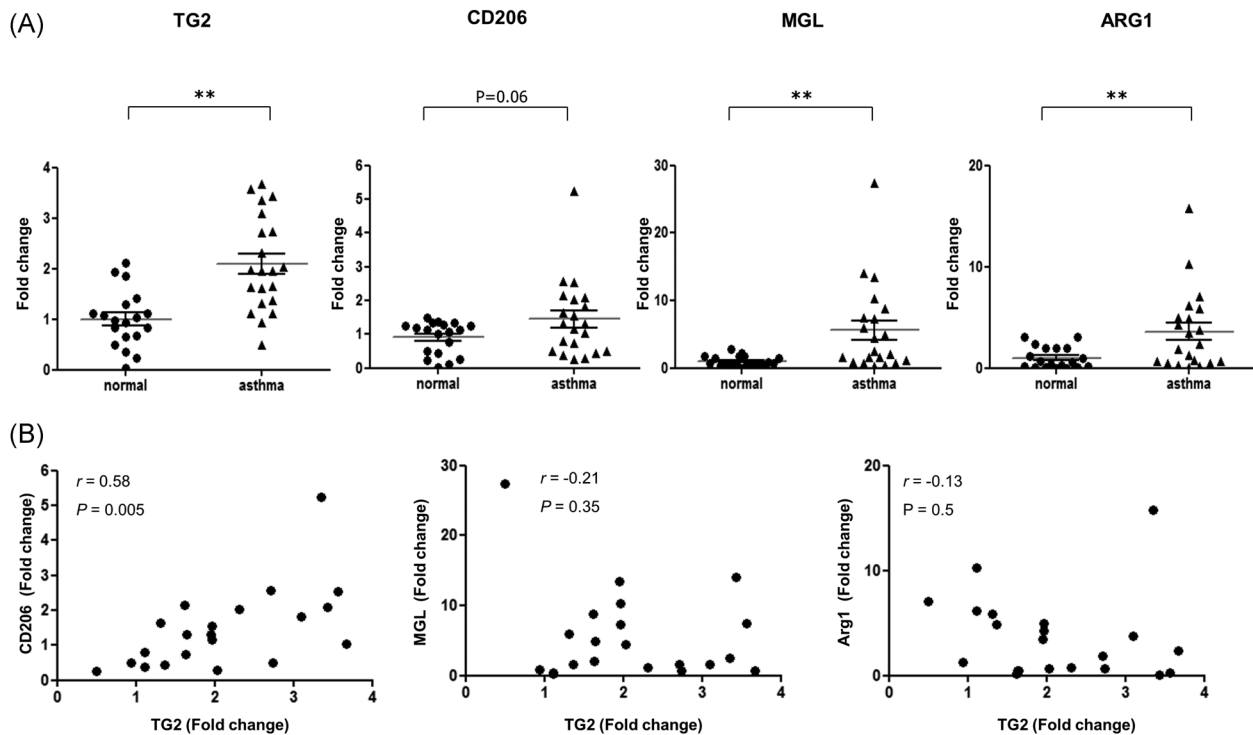 (A)
TG2
CD206
MGL
ARG1
**
P=0.06
**
**
Fold change
4
3
2
1
0
normal
asthma
Fold change
6
5
4
3
2
1
0
normal
asthma
Fold change
30
20
10
0
normal
asthma
Fold change
20
10
0
normal
asthma
(B)
CD206 (Fold change)
6
5
4
3
2
1
0
r = 0.58
P = 0.005
0 1 2 3 4
TG2 (Fold change)
MGL (Fold change)
30
20
10
0
r = -0.21
P = 0.35
0 1 2 3 4
TG2 (Fold change)
Arg1 (Fold change)
20
10
0
r = -0.13
P = 0.5
0 1 2 3 4
TG2 (Fold change)